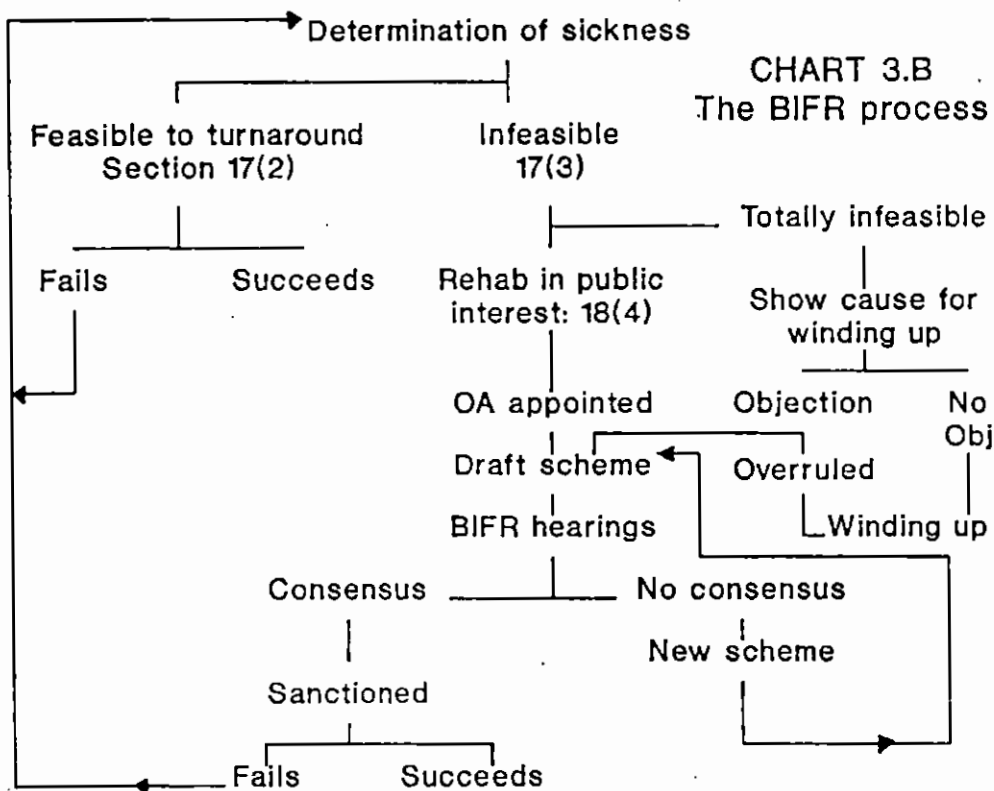 Determination of sickness
CHART 3.B
The BIFR process
Feasible to turnaround
Section 17(2)
Infeasible
17(3)
Totally infeasible
Fails
Succeeds
Rehab in public
interest: 18(4)
Show cause for
winding up
OA appointed
Objection
No
Obj
Draft scheme
Overruled
BIFR hearings
Winding up
Consensus
No consensus
New scheme
Sanctioned
Fails
Succeeds